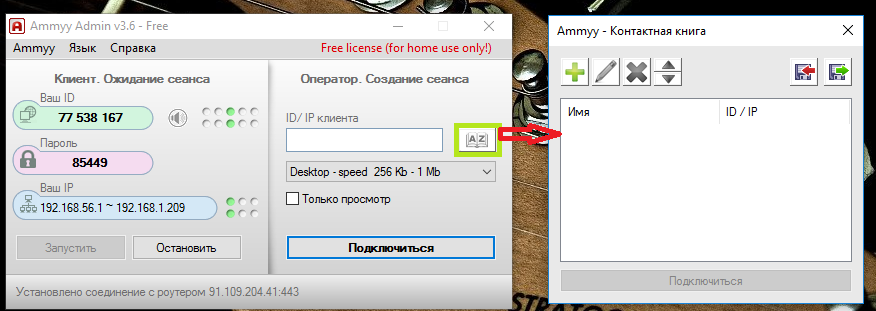 Ammyy Admin v3.6 - Free
Ammyy Язык Справка Free license (for home use only!)
Клиент. Ожидание сеанса
Ваш ID
77 538 167
Пароль
85449
Ваш IP
192.168.56.1 ~ 192.168.1.209
Запустить Остановить
Оператор. Создание сеанса
ID/ IP клиента
AZ
Desktop - speed 256 Kb - 1 Mb
Только просмотр
Подключиться
Установлено соединение с роутером 91.109.204.41:443
Ammyy - Контактная книга
Имя ID / IP
Подключиться
STRATOC